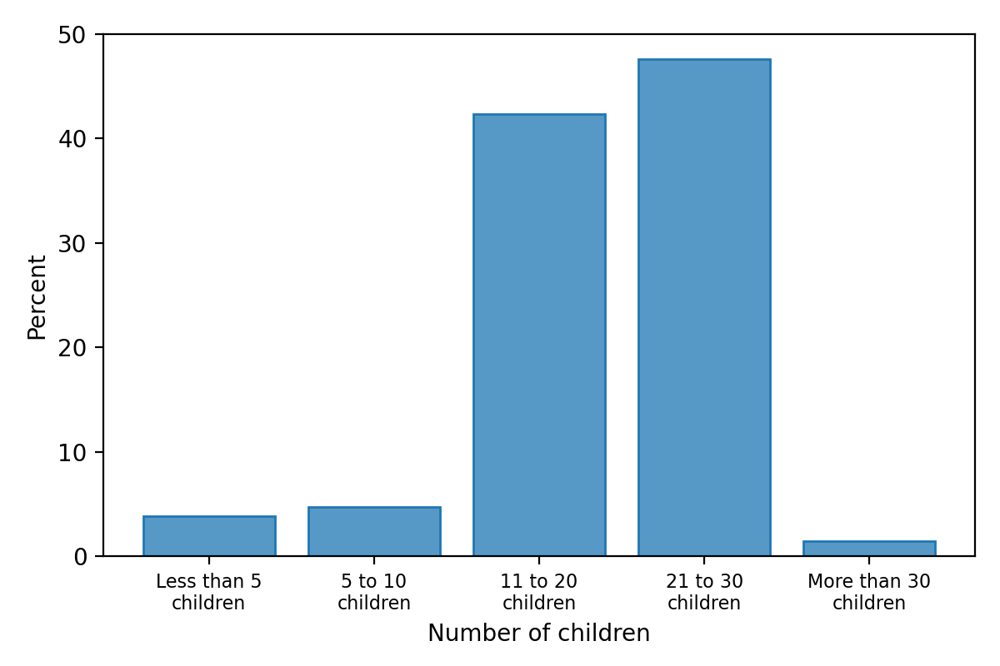 50
40
30
20
10
0
Percent
Less than 5
children
5 to 10
children
11 to 20
children
21 to 30
children
More than 30
children
Number of children